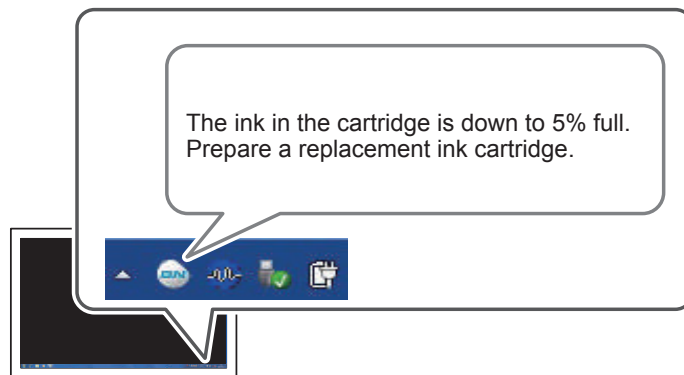 The ink in the cartridge is down to 5% full.
Prepare a replacement ink cartridge.